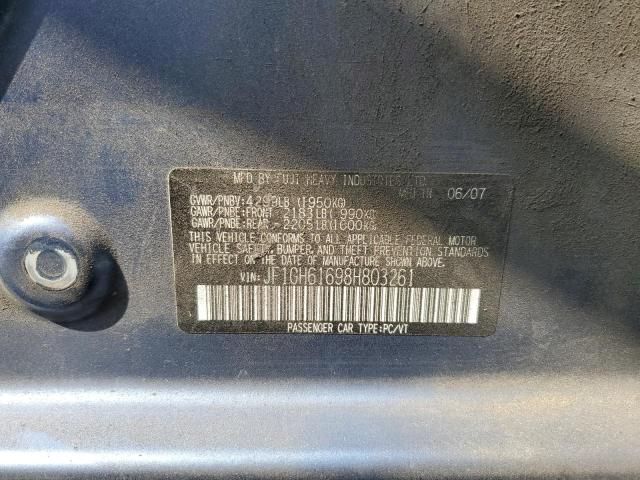 MFD BY FUJI HEAVY INDUSTRIES LTD.
MFD IN 06/07
GVWR/PNBV:4299LB(1950KG)
GAWR/PNBE:FRONT 2183LB(990KG)
GAWR/PNBE:REAR 2205LB(1000KG)
THIS VEHICLE CONFORMS TO ALL APPLICABLE FEDERAL MOTOR
VEHICLE SAFETY, BUMPER AND THEFT PREVENTION STANDARDS
IN EFFECT ON THE DATE OF MANUFACTURE SHOWN ABOVE.
VIN: JF1GH61698H803261
PASSENGER CAR TYPE:PC/VT